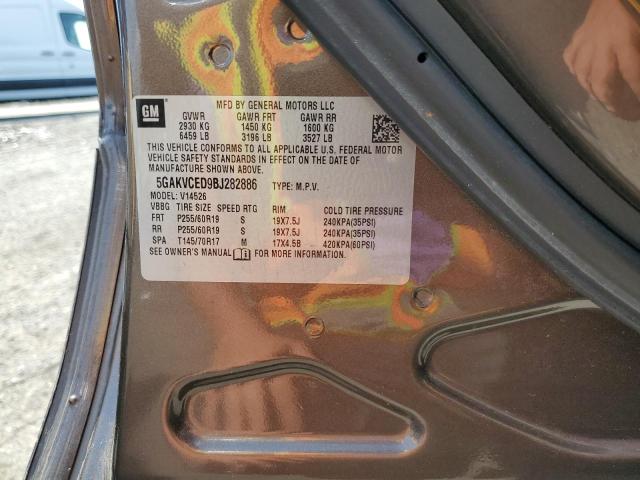 GM
MFD BY GENERAL MOTORS LLC
GVWR GAWR FRT GAWR RR
2930 KG 1450 KG 1600 KG
6459 LB 3196 LB 3527 LB
THIS VEHICLE CONFORMS TO ALL APPLICABLE U.S. FEDERAL MOTOR
VEHICLE SAFETY STANDARDS IN EFFECT ON THE DATE OF
MANUFACTURE SHOWN ABOVE.
5GAKVCED9BJ282886 TYPE: M.P.V.
MODEL: V14526
VBBG TIRE SIZE SPEED RTG RIM COLD TIRE PRESSURE
FRT P255/60R19 S 19X7.5J 240KPA(35PSI)
RR P255/60R19 S 19X7.5J 240KPA(35PSI)
SPA T145/70R17 M 17X4.5B 420KPA(60PSI)
SEE OWNER'S MANUAL FOR MORE INFORMATION.